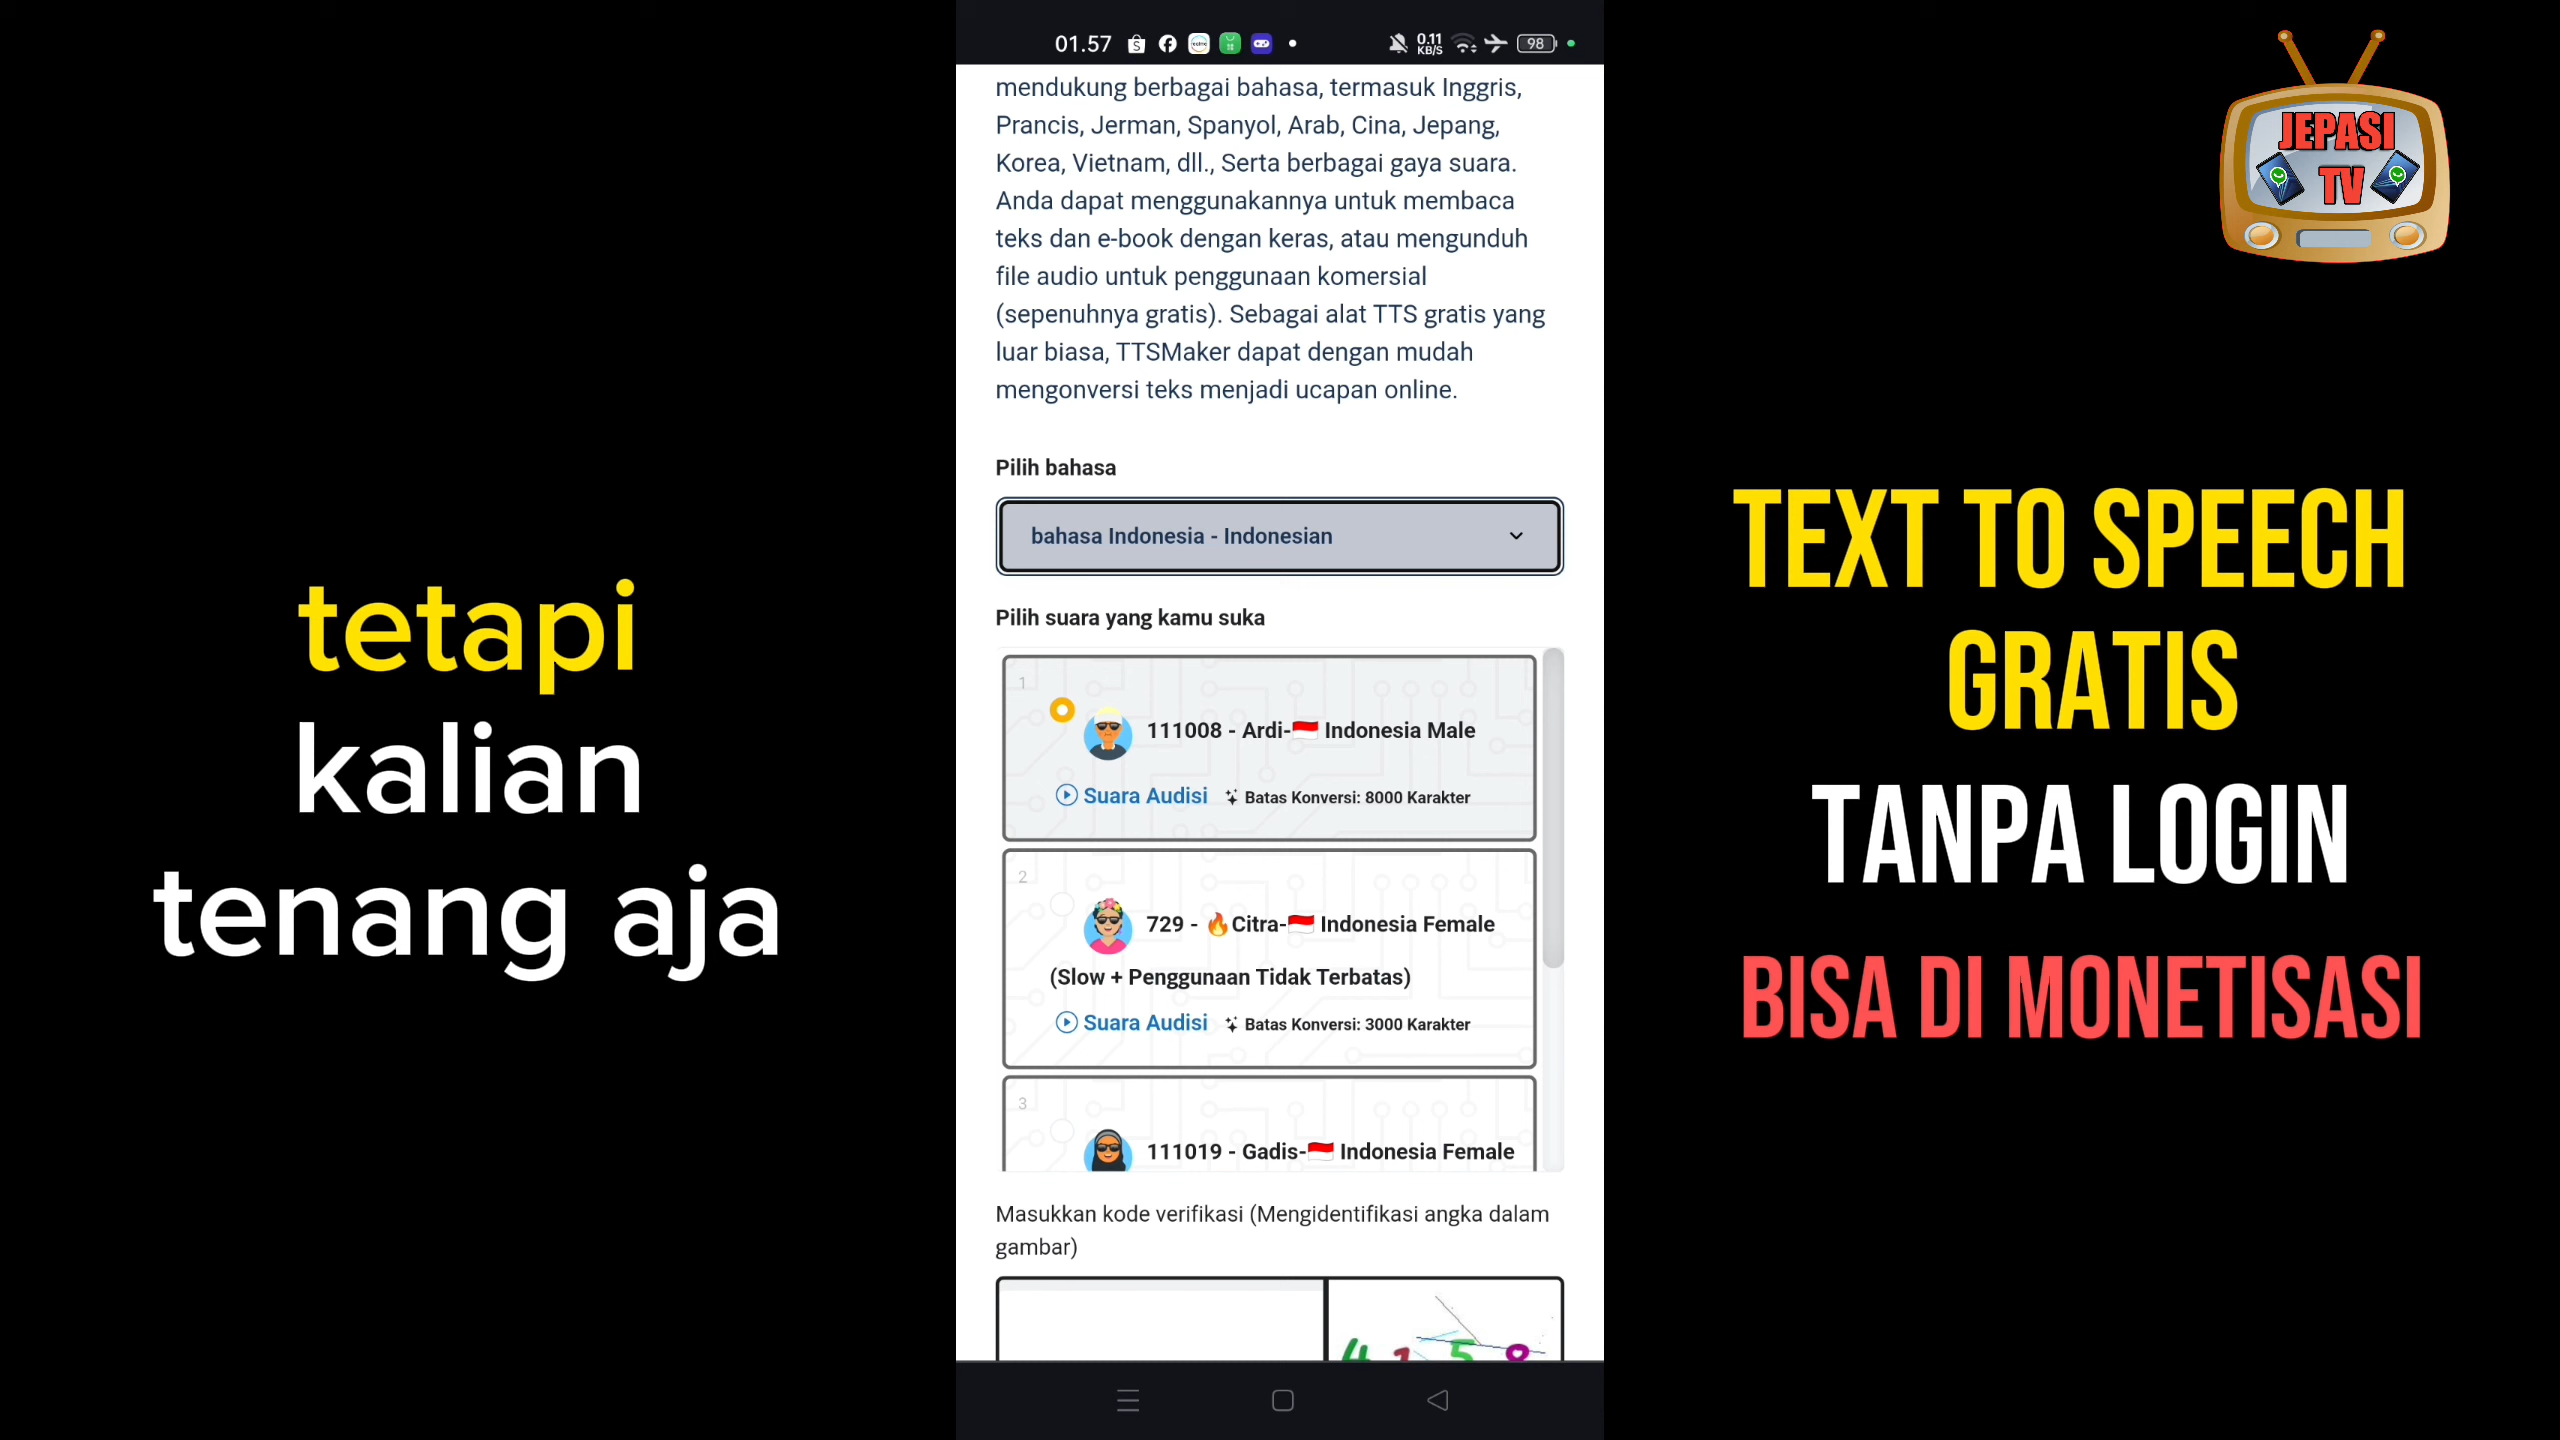 01.57
0.11
KB/S
98
mendukung berbagai bahasa, termasuk Inggris,
Prancis, Jerman, Spanyol, Arab, Cina, Jepang,
Korea, Vietnam, dll., Serta berbagai gaya suara.
Anda dapat menggunakannya untuk membaca
teks dan e-book dengan keras, atau mengunduh
file audio untuk penggunaan komersial
(sepenuhnya gratis). Sebagai alat TTS gratis yang
luar biasa, TTSMaker dapat dengan mudah
mengonversi teks menjadi ucapan online.
Pilih bahasa
bahasa Indonesia - Indonesian
Pilih suara yang kamu suka
1
111008 - Ardi-🇮🇩 Indonesia Male
Suara Audisi Batas Konversi: 8000 Karakter
2
729 - 🔥Citra-🇮🇩 Indonesia Female
(Slow + Penggunaan Tidak Terbatas)
Suara Audisi Batas Konversi: 3000 Karakter
3
111019 - Gadis-🇮🇩 Indonesia Female
Masukkan kode verifikasi (Mengidentifikasi angka dalam
gambar)
tetapi
kalian
tenang aja
JEPASI
TV
TEXT TO SPEECH
GRATIS
TANPA LOGIN
BISA DI MONETISASI